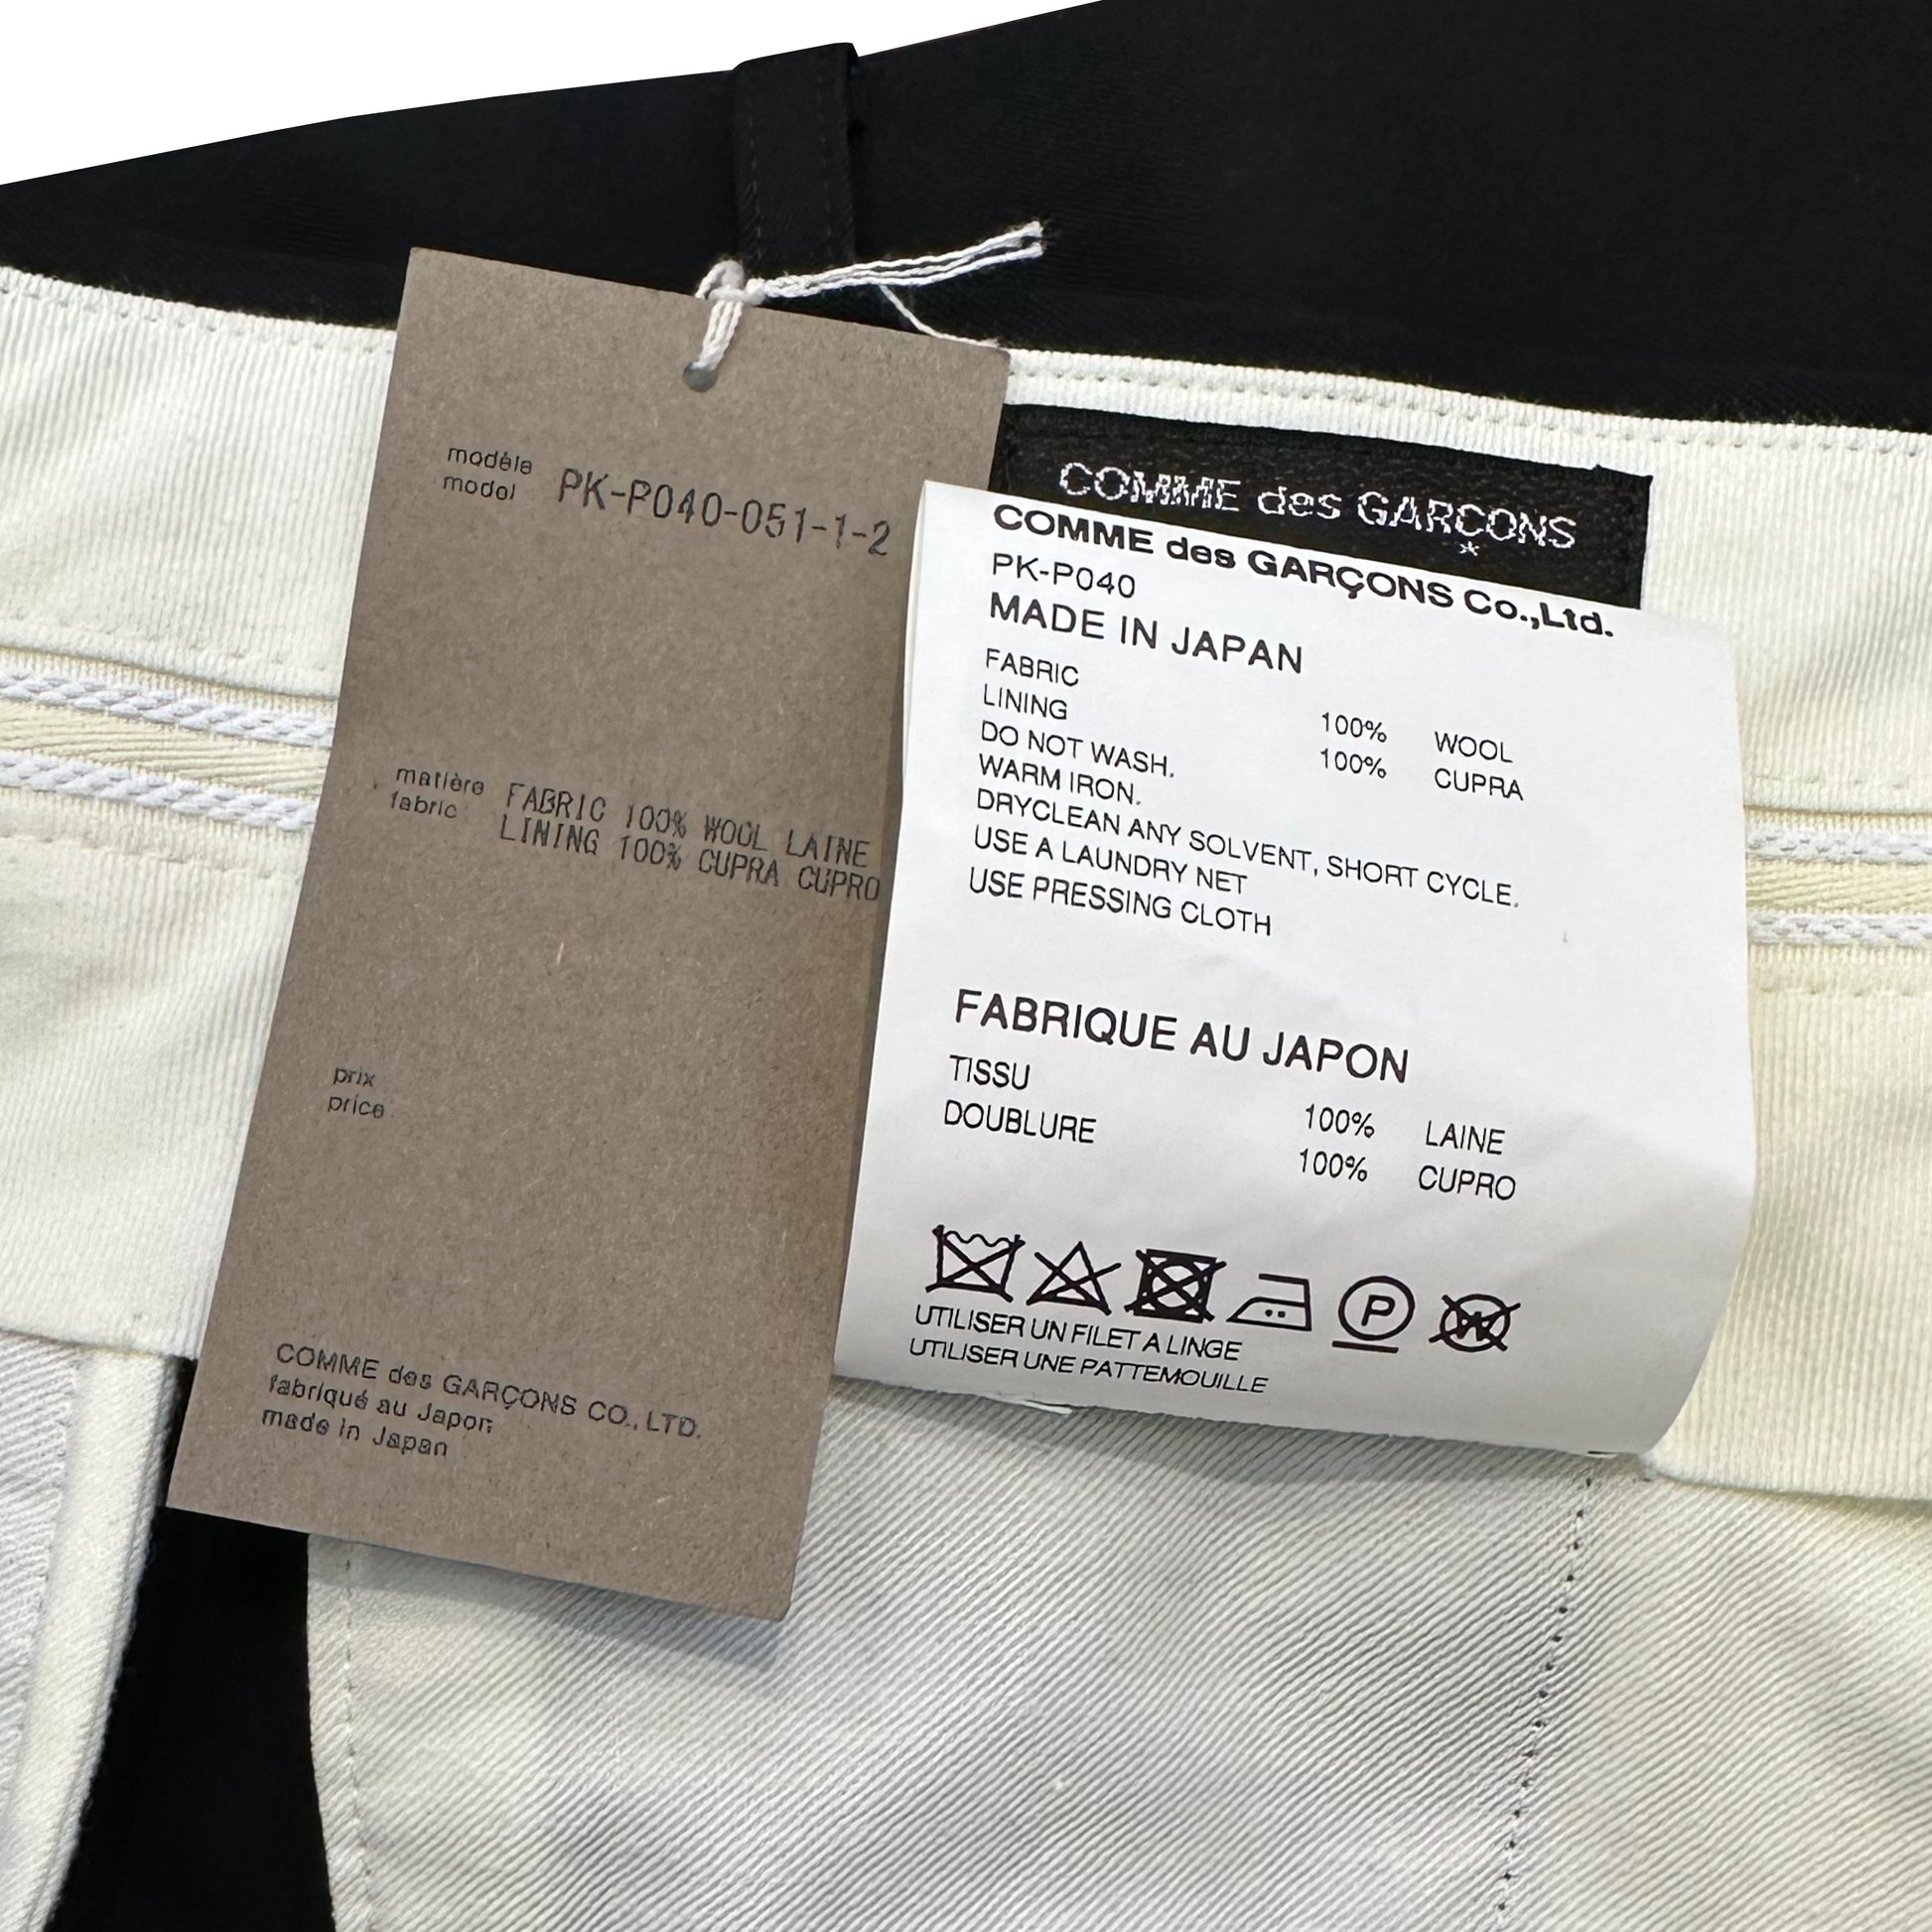 modèle
model PK-P040-051-1-2
matière
fabric FABRIC 100% WOOL LAINE
LINING 100% CUPRA CUPRO
prix
price
COMME des GARÇONS CO., LTD.
fabriqué au Japon
made in Japan
COMME des GARÇONS
COMME des GARÇONS Co.,Ltd.
PK-P040
MADE IN JAPAN
FABRIC 100% WOOL
LINING 100% CUPRA
DO NOT WASH.
WARM IRON.
DRYCLEAN ANY SOLVENT, SHORT CYCLE.
USE A LAUNDRY NET
USE PRESSING CLOTH
FABRIQUE AU JAPON
TISSU 100% LAINE
DOUBLURE 100% CUPRO
P W
UTILISER UN FILET A LINGE
UTILISER UNE PATTEMOUILLE